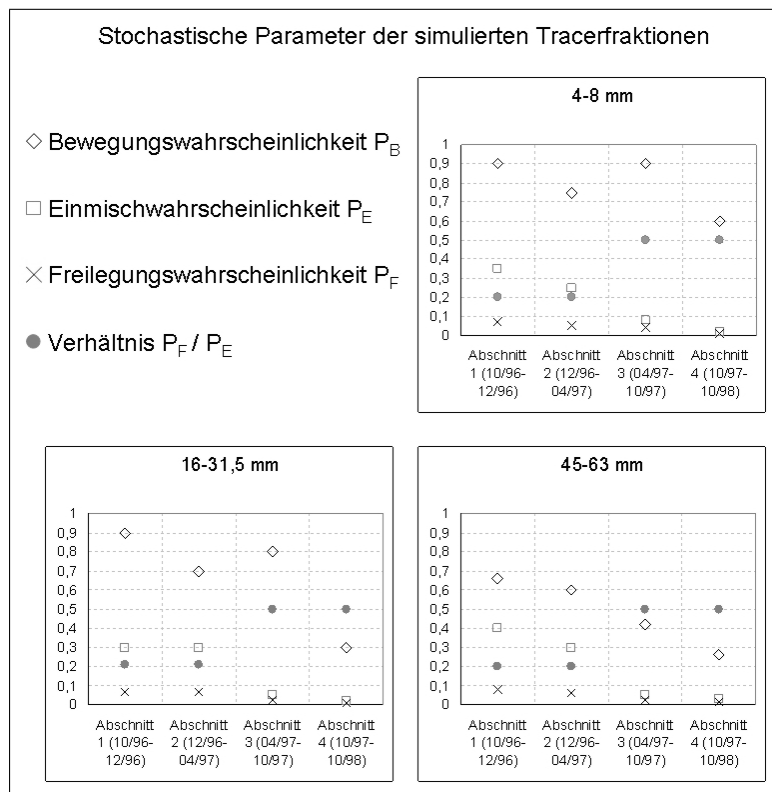 Stochastische Parameter der simulierten Tracerfraktionen
Bewegungswahrscheinlichkeit P_B
Einmischwahrscheinlichkeit P_E
Freilegungswahrscheinlichkeit P_F
Verhältnis P_F / P_E
4-8 mm
1
0,9
0,8
0,7
0,6
0,5
0,4
0,3
0,2
0,1
0
Abschnitt Abschnitt Abschnitt Abschnitt
1 (10/96- 2 (12/96- 3 (04/97- 4 (10/97-
12/96) 04/97) 10/97) 10/98)
16-31,5 mm
1
0,9
0,8
0,7
0,6
0,5
0,4
0,3
0,2
0,1
0
Abschnitt Abschnitt Abschnitt Abschnitt
1 (10/96- 2 (12/96- 3 (04/97- 4 (10/97-
12/96) 04/97) 10/97) 10/98)
45-63 mm
1
0,9
0,8
0,7
0,6
0,5
0,4
0,3
0,2
0,1
0
Abschnitt Abschnitt Abschnitt Abschnitt
1 (10/96- 2 (12/96- 3 (04/97- 4 (10/97-
12/96) 04/97) 10/97) 10/98)